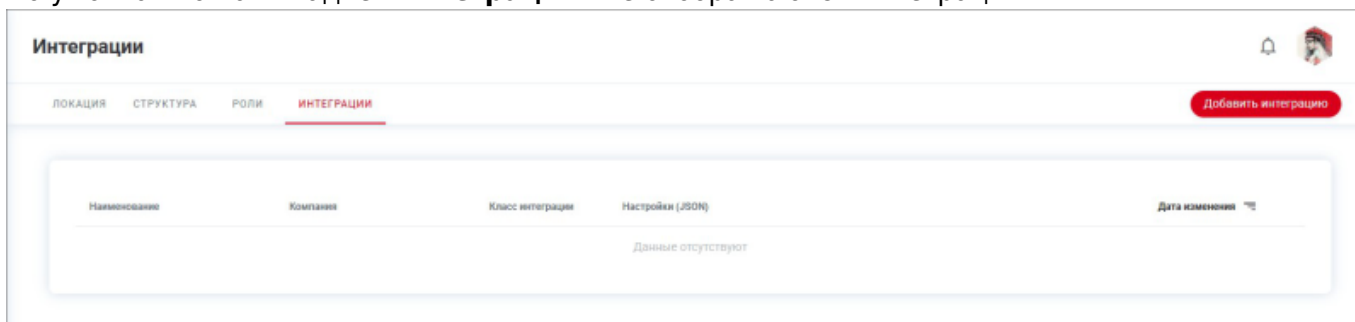 Интеграции
ЛОКАЦИЯ СТРУКТУРА РОЛИ ИНТЕГРАЦИИ Добавить интеграцию
Наименование Компания Класс интеграции Настройки (JSON) Дата изменения
Данные отсутствуют